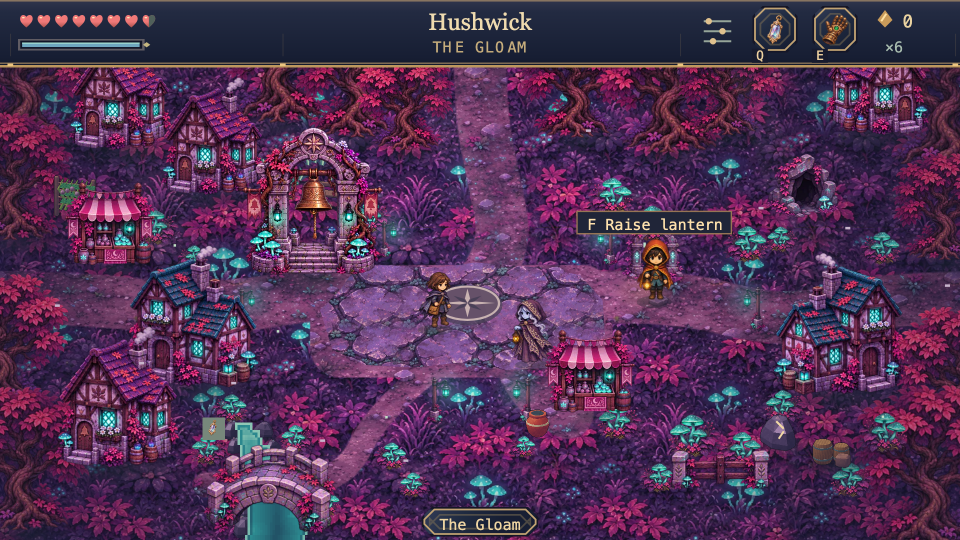 Hushwick
THE GLOAM
Q
E
0
×6
F Raise lantern
The Gloam